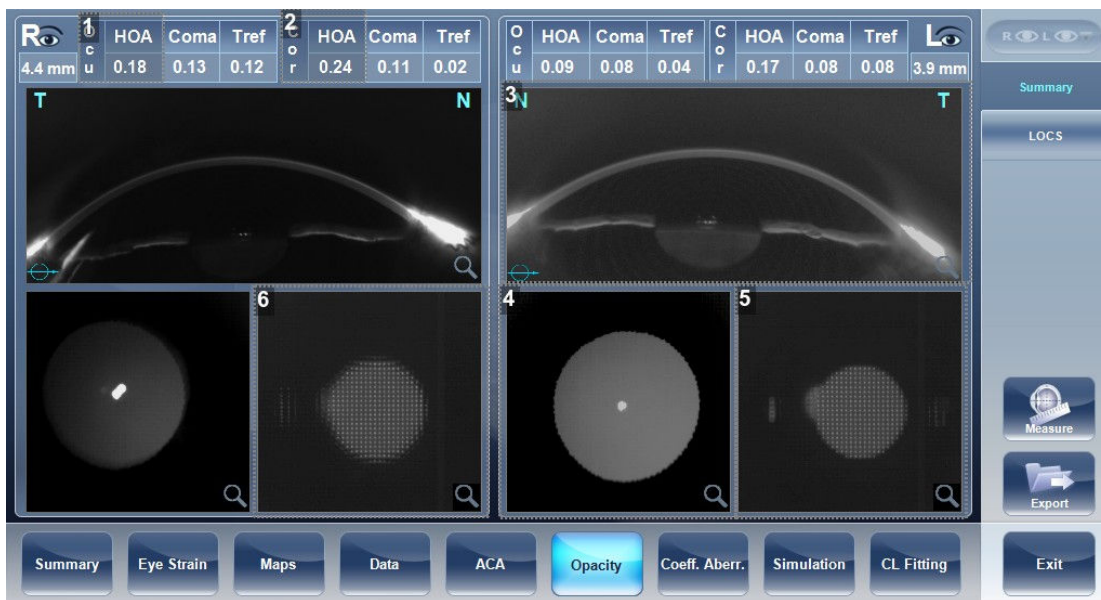 R 1 O c u HOA Coma Tref 2 C o r HOA Coma Tref
4.4 mm 0.18 0.13 0.12 0.24 0.11 0.02
O c u HOA Coma Tref C o r HOA Coma Tref L
0.09 0.08 0.04 0.17 0.08 0.08 3.9 mm
T N
3 N T
6
4
5
R L
Summary
LOCS
Measure
Export
Summary Eye Strain Maps Data ACA Opacity Coeff. Aberr. Simulation CL Fitting Exit